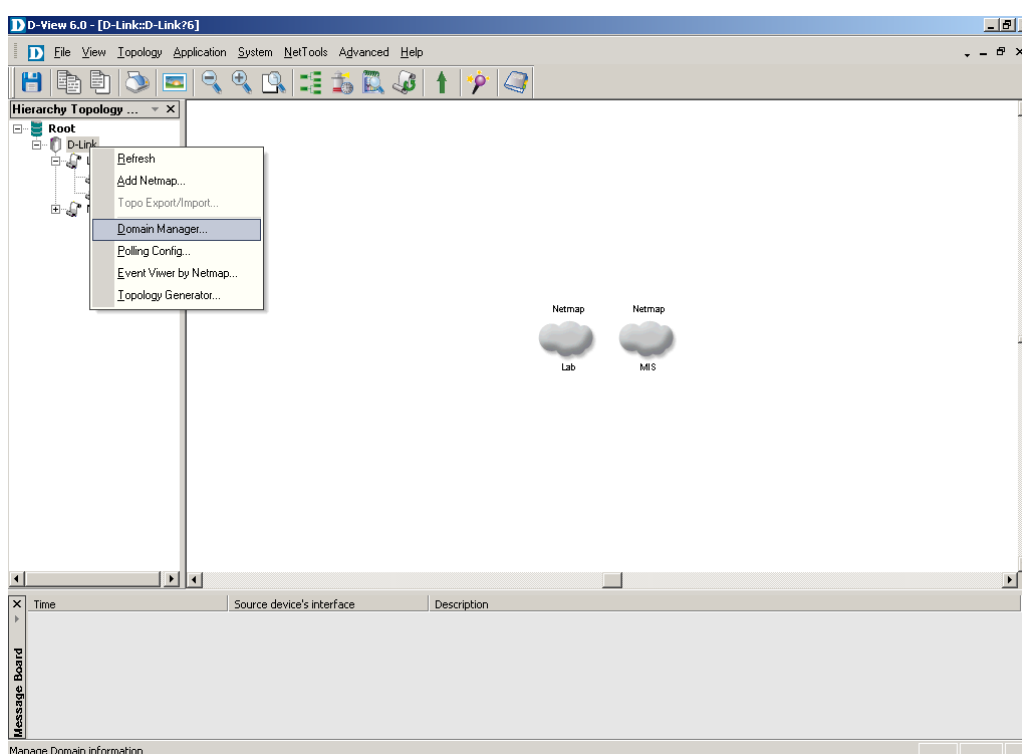 D-View 6.0 - [D-Link::D-Link?6]
File View Topology Application System NetTools Advanced Help
Hierarchy Topology ...
Root
D-Link
Refresh
Add Netmap...
Topo Export/Import...
Domain Manager...
Polling Config...
Event Viwer by Netmap...
Topology Generator...
Netmap Netmap
Lab MIS
Time Source device's interface Description
Message Board
Manage Domain information